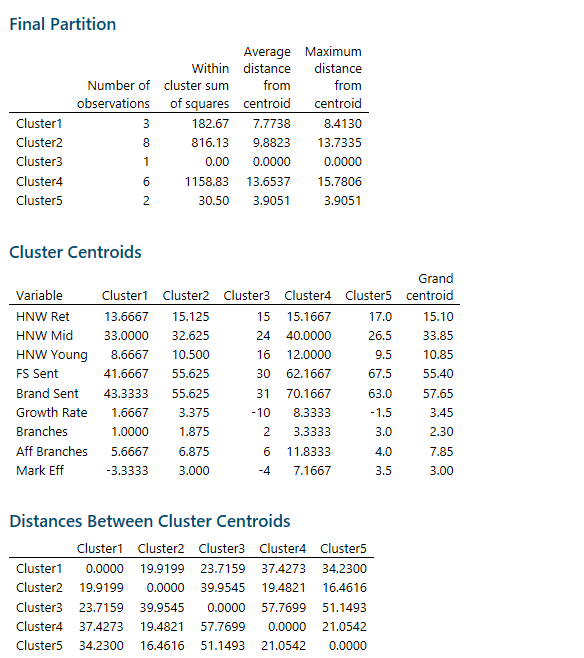 Final Partition
Average Maximum
Within distance distance
Number of cluster sum from from
observations of squares centroid centroid
Cluster1 3 182.67 7.7738 8.4130
Cluster2 8 816.13 9.8823 13.7335
Cluster3 1 0.00 0.0000 0.0000
Cluster4 6 1158.83 13.6537 15.7806
Cluster5 2 30.50 3.9051 3.9051
Cluster Centroids
Grand
Variable Cluster1 Cluster2 Cluster3 Cluster4 Cluster5 centroid
HNW Ret 13.6667 15.125 15 15.1667 17.0 15.10
HNW Mid 33.0000 32.625 24 40.0000 26.5 33.85
HNW Young 8.6667 10.500 16 12.0000 9.5 10.85
FS Sent 41.6667 55.625 30 62.1667 67.5 55.40
Brand Sent 43.3333 55.625 31 70.1667 63.0 57.65
Growth Rate 1.6667 3.375 -10 8.3333 -1.5 3.45
Branches 1.0000 1.875 2 3.3333 3.0 2.30
Aff Branches 5.6667 6.875 6 11.8333 4.0 7.85
Mark Eff -3.3333 3.000 -4 7.1667 3.5 3.00
Distances Between Cluster Centroids
Cluster1 Cluster2 Cluster3 Cluster4 Cluster5
Cluster1 0.0000 19.9199 23.7159 37.4273 34.2300
Cluster2 19.9199 0.0000 39.9545 19.4821 16.4616
Cluster3 23.7159 39.9545 0.0000 57.7699 51.1493
Cluster4 37.4273 19.4821 57.7699 0.0000 21.0542
Cluster5 34.2300 16.4616 51.1493 21.0542 0.0000